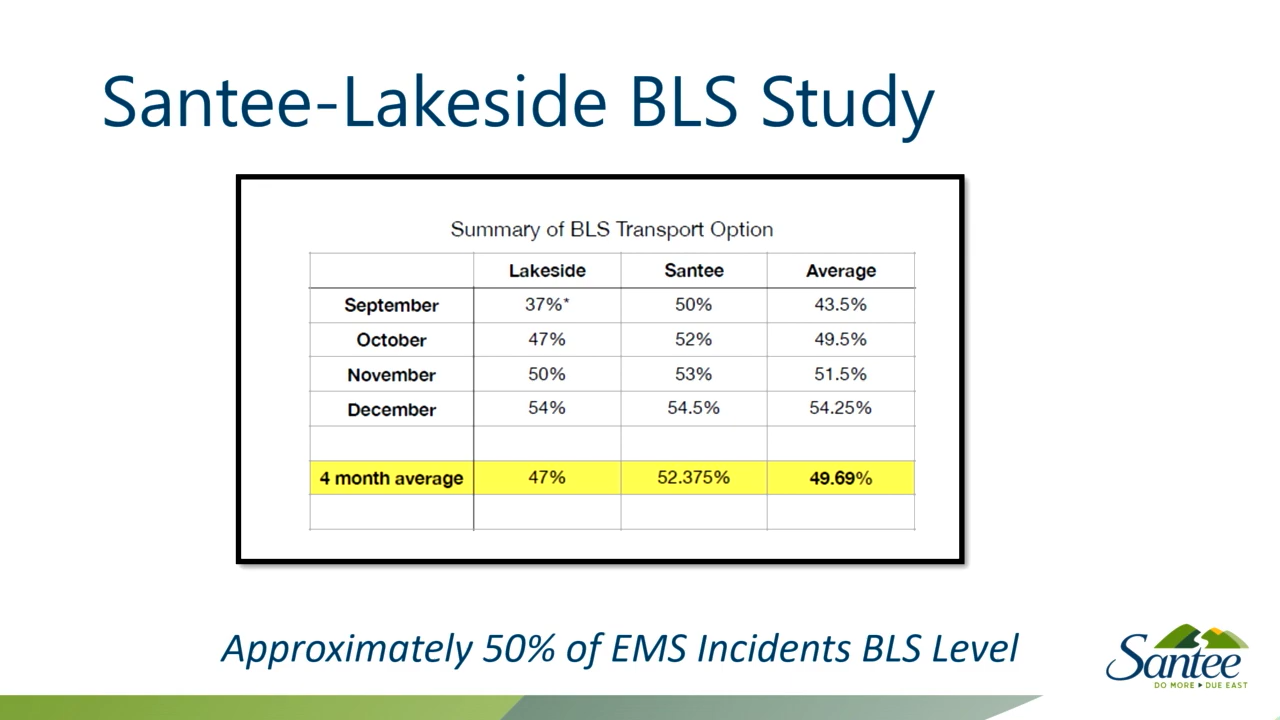 Santee-Lakeside BLS Study
Summary of BLS Transport Option
Lakeside Santee Average
September 37%* 50% 43.5%
October 47% 52% 49.5%
November 50% 53% 51.5%
December 54% 54.5% 54.25%
4 month average 47% 52.375% 49.69%
Approximately 50% of EMS Incidents BLS Level
Santee
DO MORE ▸ DUE EAST